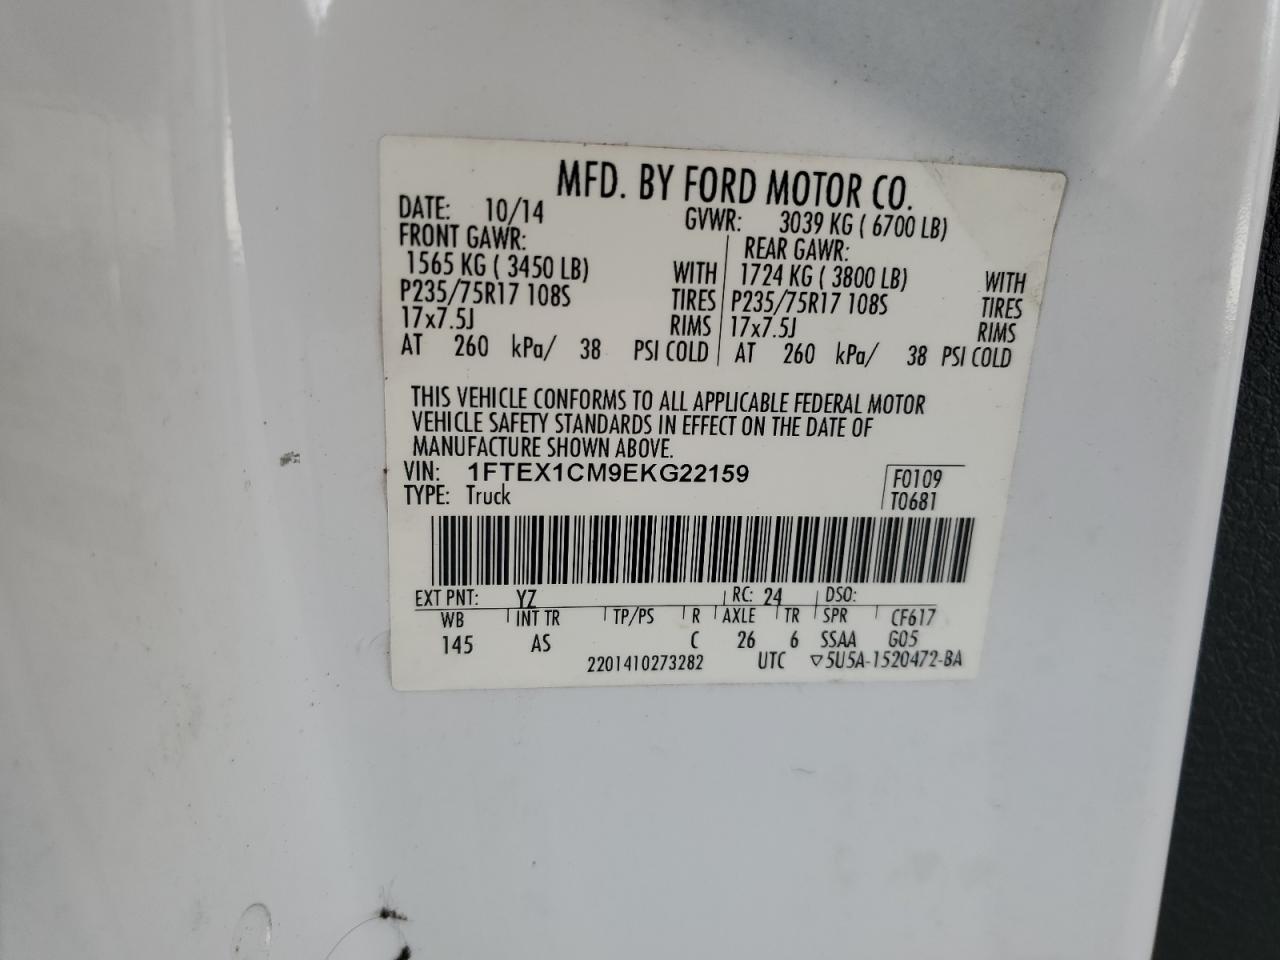 MFD. BY FORD MOTOR CO.
DATE: 10/14 GVWR: 3039 KG ( 6700 LB)
FRONT GAWR: REAR GAWR:
1565 KG ( 3450 LB) WITH 1724 KG ( 3800 LB) WITH
P235/75R17 108S TIRES P235/75R17 108S TIRES
17x7.5J RIMS 17x7.5J RIMS
AT 260 kPa/ 38 PSI COLD AT 260 kPa/ 38 PSI COLD
THIS VEHICLE CONFORMS TO ALL APPLICABLE FEDERAL MOTOR
VEHICLE SAFETY STANDARDS IN EFFECT ON THE DATE OF
MANUFACTURE SHOWN ABOVE.
VIN: 1FTEX1CM9EKG22159 F0109
TYPE: Truck T0681
EXT PNT: YZ RC: 24 DSO:
WB INT TR TP/PS R AXLE TR SPR CF617
145 AS C 26 6 SSAA G05
2201410273282 UTC ▽5U5A-1520472-BA